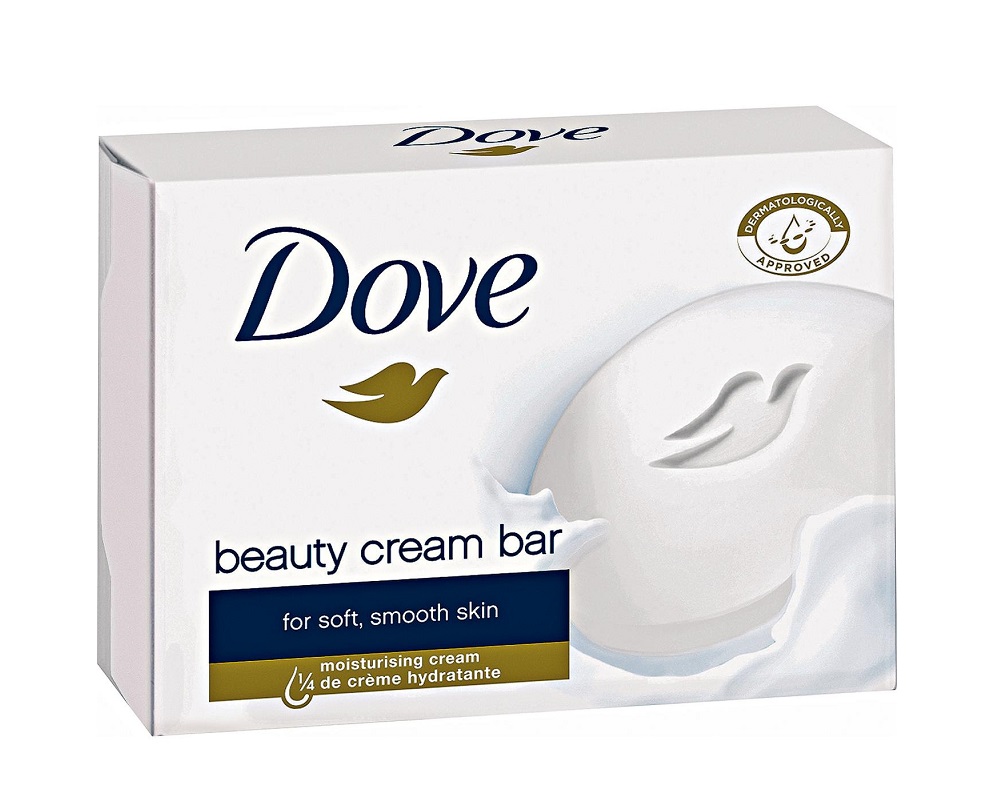 Dove
DERMATOLOGICALLY
APPROVED
Dove
beauty cream bar
for soft, smooth skin
moisturising cream
1/4 de crème hydratante